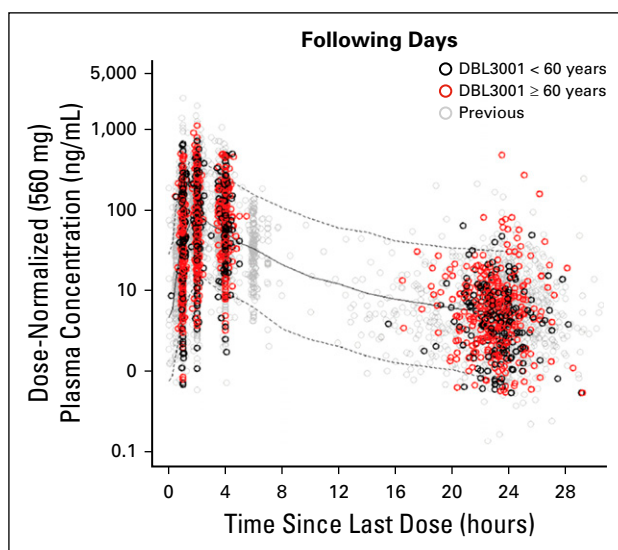 Following Days
DBL3001 < 60 years
DBL3001 ≥ 60 years
Previous
Dose-Normalized (560 mg)
Plasma Concentration (ng/mL)
5,000
1,000
100
10
0
0.1
0 4 8 12 16 20 24 28
Time Since Last Dose (hours)